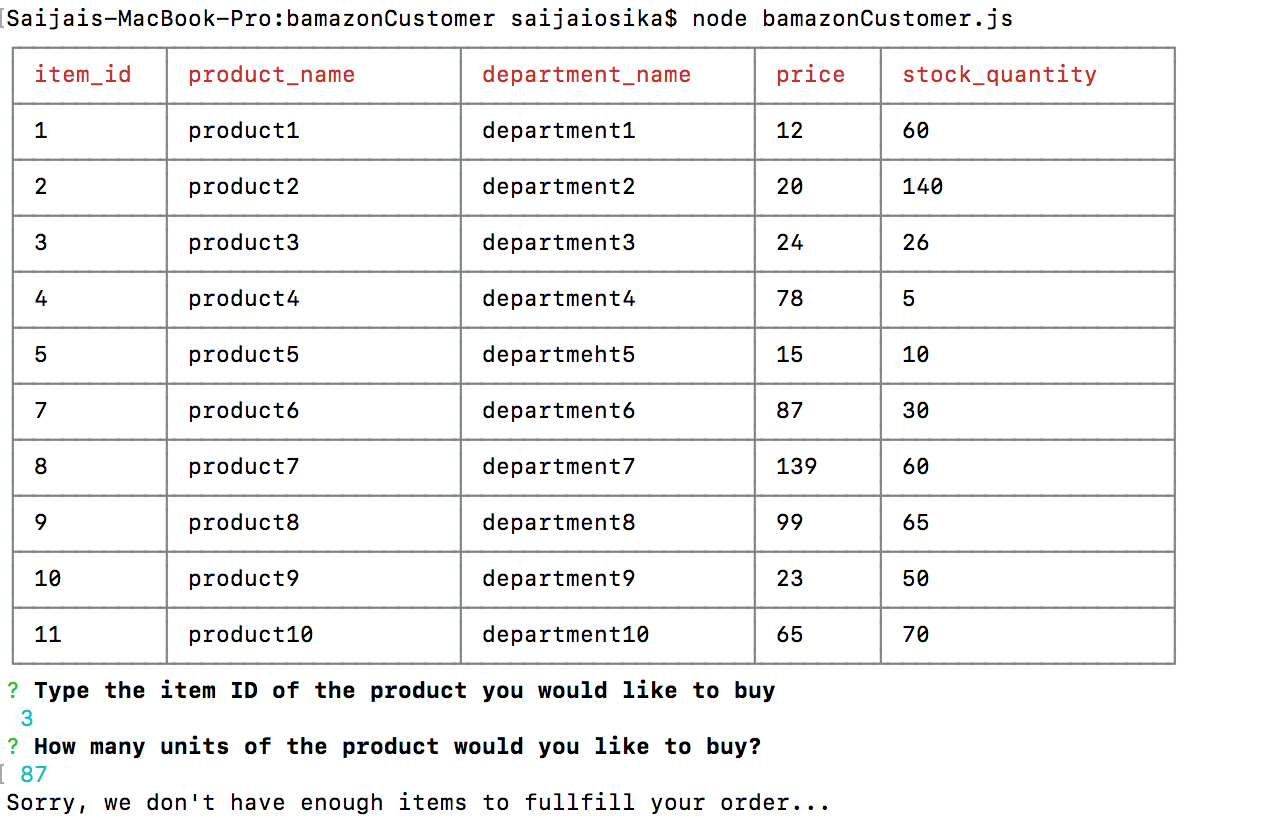 Saijais-MacBook-Pro:bamazonCustomer saijaiosika$ node bamazonCustomer.js
item_id product_name department_name price stock_quantity
1 product1 department1 12 60
2 product2 department2 20 140
3 product3 department3 24 26
4 product4 department4 78 5
5 product5 departmeht5 15 10
7 product6 department6 87 30
8 product7 department7 139 60
9 product8 department8 99 65
10 product9 department9 23 50
11 product10 department10 65 70
? Type the item ID of the product you would like to buy
3
? How many units of the product would you like to buy?
87
Sorry, we don't have enough items to fullfill your order...